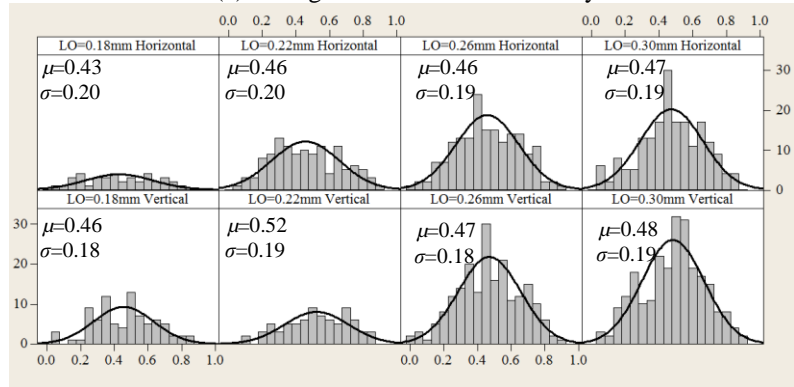 0.0 0.2 0.4 0.6 0.8 1.0 0.0 0.2 0.4 0.6 0.8 1.0
LO=0.18mm Horizontal LO=0.22mm Horizontal LO=0.26mm Horizontal LO=0.30mm Horizontal
μ=0.43 μ=0.46 μ=0.46 μ=0.47
σ=0.20 σ=0.20 σ=0.19 σ=0.19
30
20
10
0
LO=0.18mm Vertical LO=0.22mm Vertical LO=0.26mm Vertical LO=0.30mm Vertical
μ=0.46 μ=0.52 μ=0.47 μ=0.48
σ=0.18 σ=0.19 σ=0.18 σ=0.19
30
20
10
0
0.0 0.2 0.4 0.6 0.8 1.0 0.0 0.2 0.4 0.6 0.8 1.0